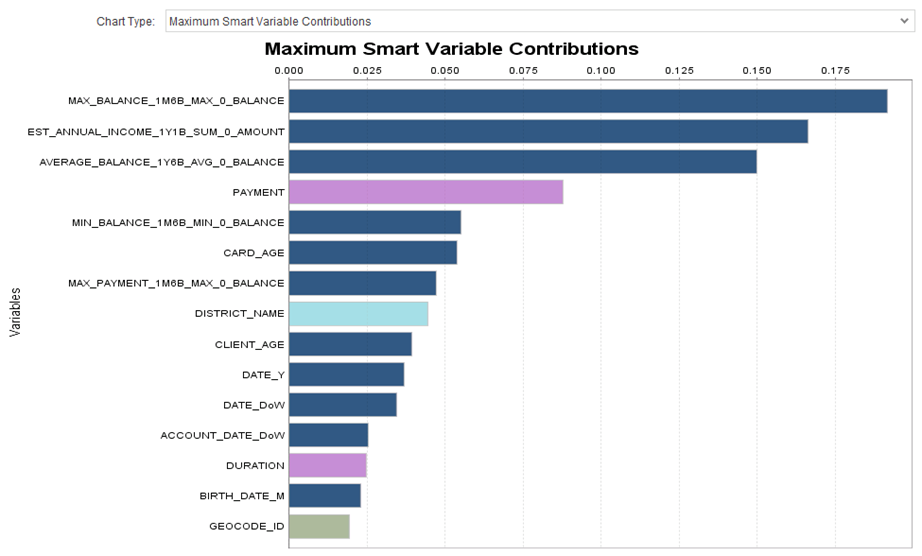 Chart Type: Maximum Smart Variable Contributions
Maximum Smart Variable Contributions
0.000 0.025 0.050 0.075 0.100 0.125 0.150 0.175
Variables
MAX_BALANCE_1M6B_MAX_0_BALANCE
EST_ANNUAL_INCOME_1Y1B_SUM_0_AMOUNT
AVERAGE_BALANCE_1Y6B_AVG_0_BALANCE
PAYMENT
MIN_BALANCE_1M6B_MIN_0_BALANCE
CARD_AGE
MAX_PAYMENT_1M6B_MAX_0_BALANCE
DISTRICT_NAME
CLIENT_AGE
DATE_Y
DATE_DoW
ACCOUNT_DATE_DoW
DURATION
BIRTH_DATE_M
GEOCODE_ID